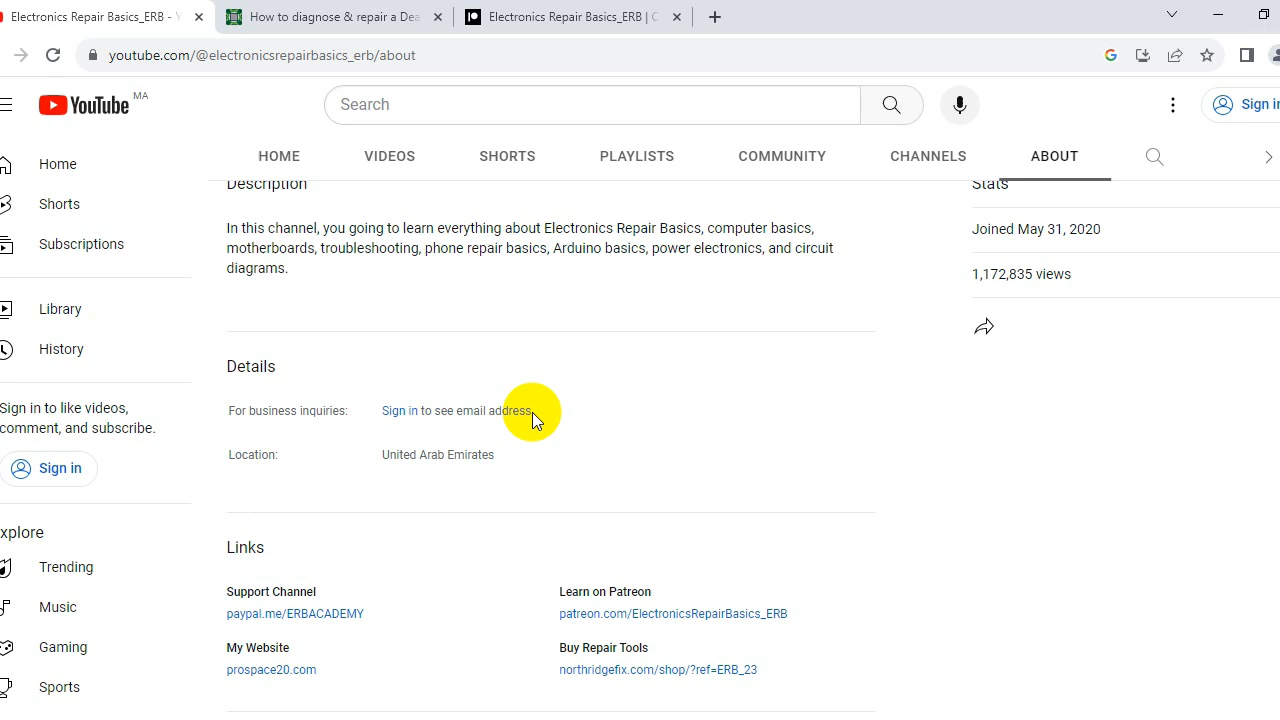 Electronics Repair Basics_ERB - Y
How to diagnose & repair a Dea
Electronics Repair Basics_ERB | C
youtube.com/@electronicsrepairbasics_erb/about
YouTube MA
Search
Sign in
HOME VIDEOS SHORTS PLAYLISTS COMMUNITY CHANNELS ABOUT
Home
Shorts
Subscriptions
Library
History
Sign in to like videos,
comment, and subscribe.
Sign in
xplore
Trending
Music
Gaming
Sports
Description
In this channel, you going to learn everything about Electronics Repair Basics, computer basics,
motherboards, troubleshooting, phone repair basics, Arduino basics, power electronics, and circuit
diagrams.
Details
For business inquiries: Sign in to see email address
Location: United Arab Emirates
Links
Support Channel
paypal.me/ERBACADEMY
Learn on Patreon
patreon.com/ElectronicsRepairBasics_ERB
My Website
prospace20.com
Buy Repair Tools
northridgefix.com/shop/?ref=ERB_23
Stats
Joined May 31, 2020
1,172,835 views